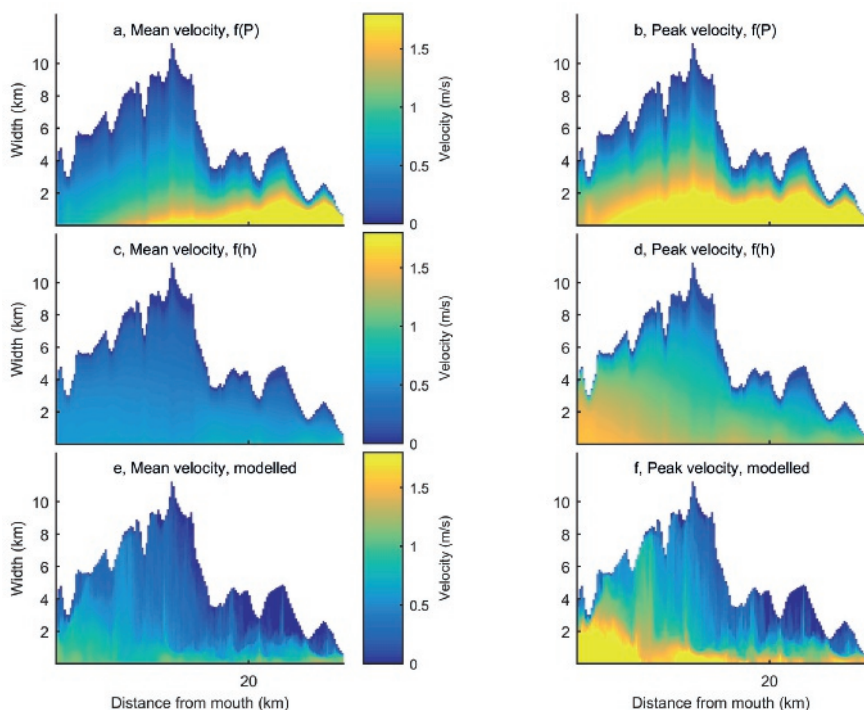 a, Mean velocity, f(P)
b, Peak velocity, f(P)
Width (km)
10
8
6
4
2
1.5
1
0.5
0
Velocity (m/s)
Width (km)
10
8
6
4
2
c, Mean velocity, f(h)
d, Peak velocity, f(h)
Width (km)
10
8
6
4
2
1.5
1
0.5
0
Velocity (m/s)
10
8
6
4
2
e, Mean velocity, modelled
f, Peak velocity, modelled
Width (km)
10
8
6
4
2
1.5
1
0.5
0
Velocity (m/s)
10
8
6
4
2
20
20
Distance from mouth (km)
Distance from mouth (km)